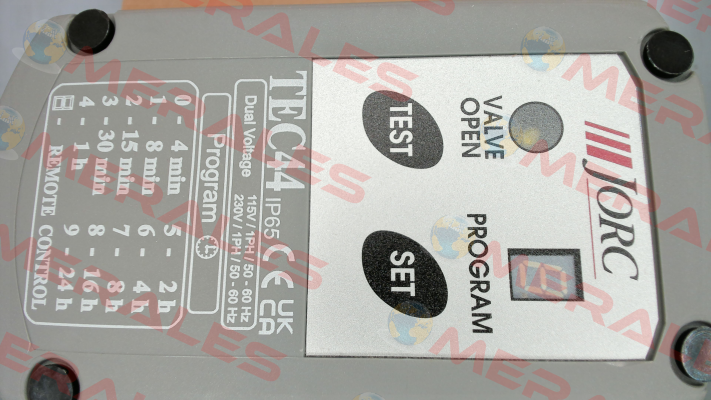 JORC
VALVE OPEN
PROGRAM
TEST
SET
TEC44 IP65 CE UK CA
Dual Voltage
115V / 1PH / 50 - 60 Hz
230V / 1PH / 50 - 60 Hz
Program
0 - 4 min 5 - 2 h
1 - 8 min 6 - 4 h
2 - 15 min 7 - 8 h
3 - 30 min 8 - 16 h
4 - 1 h 9 - 24 h
- REMOTE CONTROL
MERALES